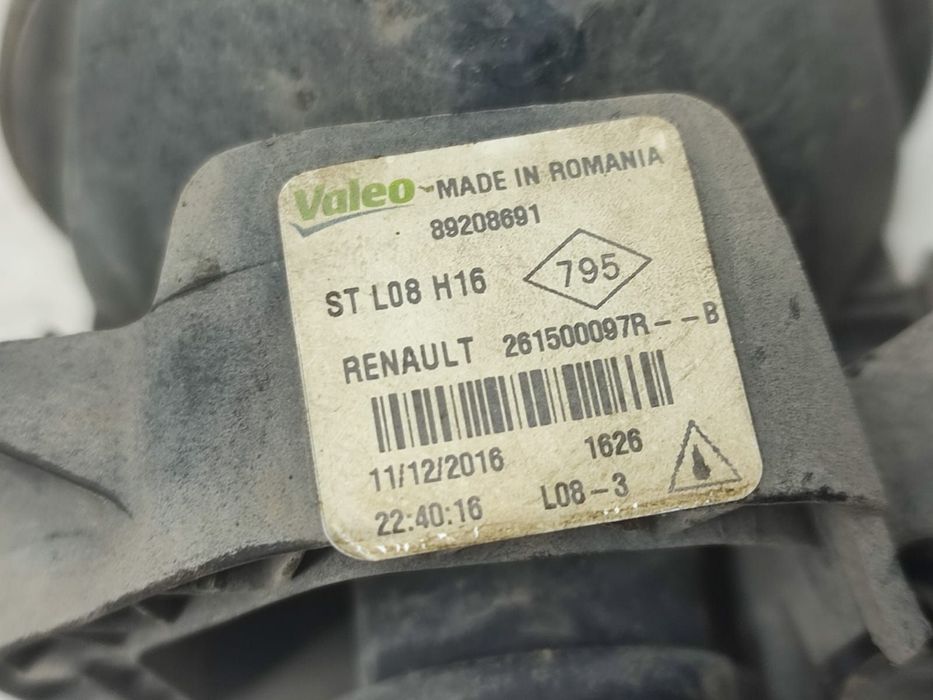 Valeo MADE IN ROMANIA
89208691
ST L08 H16 795
RENAULT 261500097R--B
11/12/2016 1626
22:40:16 L08-3